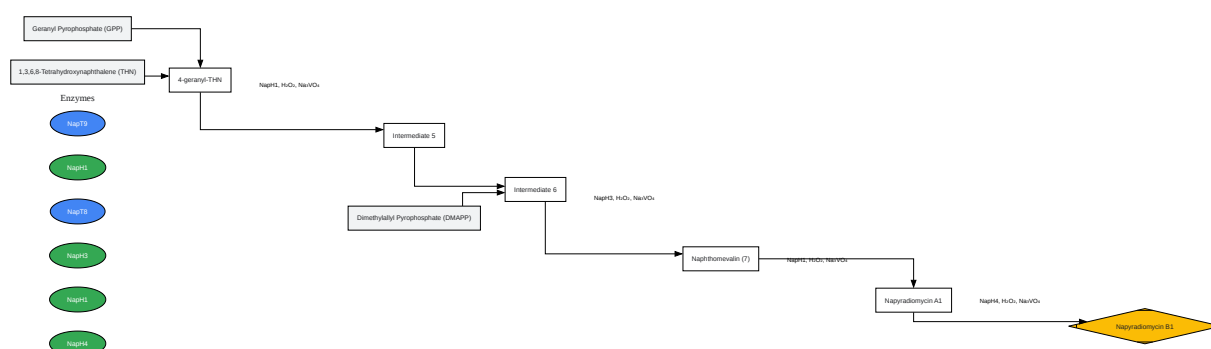 Geranyl Pyrophosphate (GPP)
1,3,6,8-Tetrahydroxynaphthalene (THN)
4-geranyl-THN
NapH1, H₂O₂, Na₃VO₄
Enzymes
NapT9
Intermediate 5
NapH1
Intermediate 6
NapH3, H₂O₂, Na₃VO₄
NapT8
Dimethylallyl Pyrophosphate (DMAPP)
NapH3
Naphthomevalin (7)
NapH1, H₂O₂, Na₃VO₄
NapH1
Napyradiomycin A1
NapH4, H₂O₂, Na₃VO₄
Napyradiomycin B1
NapH4